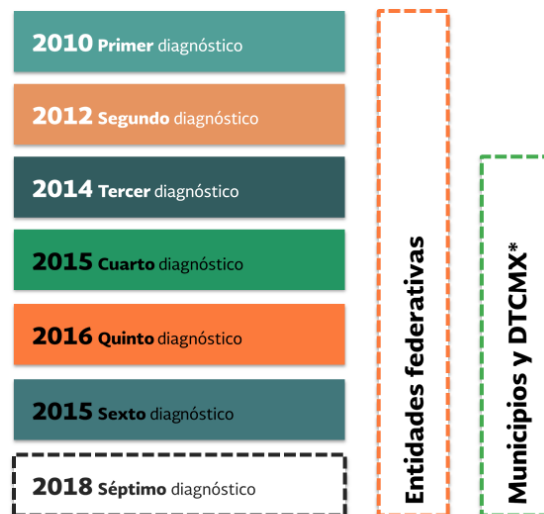 2010 Primer diagnóstico
2012 Segundo diagnóstico
2014 Tercer diagnóstico
2015 Cuarto diagnóstico
2016 Quinto diagnóstico
2015 Sexto diagnóstico
2018 Séptimo diagnóstico
Entidades federativas
Municipios y DTCMX*